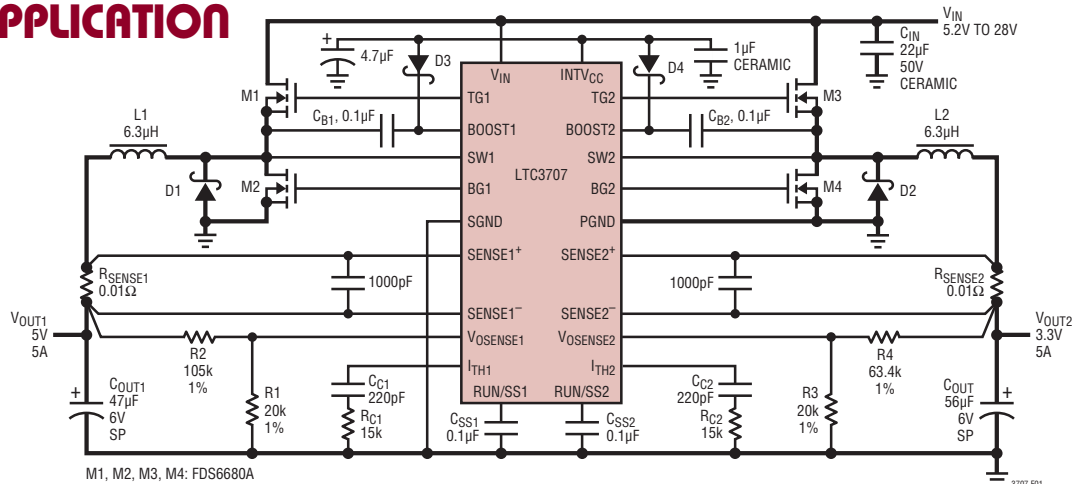 APPLICATION
VIN
5.2V TO 28V
CIN
22µF
50V
CERAMIC
+
4.7µF
D3
D4
1µF
CERAMIC
VIN
INTVCC
M1
TG1
TG2
M3
CB1, 0.1µF
BOOST1
BOOST2
CB2, 0.1µF
L1
6.3µH
L2
6.3µH
SW1
SW2
LTC3707
D1
M2
BG1
BG2
M4
D2
SGND
PGND
SENSE1+
SENSE2+
RSENSE1
0.01Ω
1000pF
1000pF
RSENSE2
0.01Ω
SENSE1–
SENSE2–
VOUT1
5V
5A
VOSENSE1
VOSENSE2
VOUT2
3.3V
5A
R2
105k
1%
R4
63.4k
1%
ITH1
ITH2
COUT1
47µF
6V
SP
+
R1
20k
1%
CC1
220pF
RC1
15k
RUN/SS1
RUN/SS2
CSS1
0.1µF
CSS2
0.1µF
CC2
220pF
RC2
15k
R3
20k
1%
COUT
56µF
6V
SP
+
M1, M2, M3, M4: FDS6680A
3707 F01